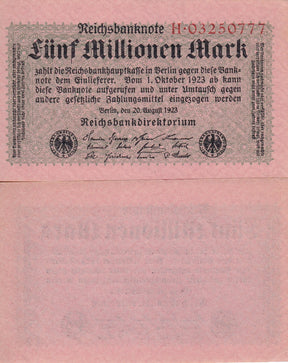 Reichsbanknote H·03250777
Fünf Millionen Mark
zahlt die Reichsbankhauptkasse in Berlin gegen diese Bank-
note dem Einlieferer. Vom 1. Oktober 1923 ab kann
diese Banknote aufgerufen und unter Umtausch gegen
andere gesetzliche Zahlungsmittel eingezogen werden
Berlin, den 20. August 1923
Reichsbankdirektorium